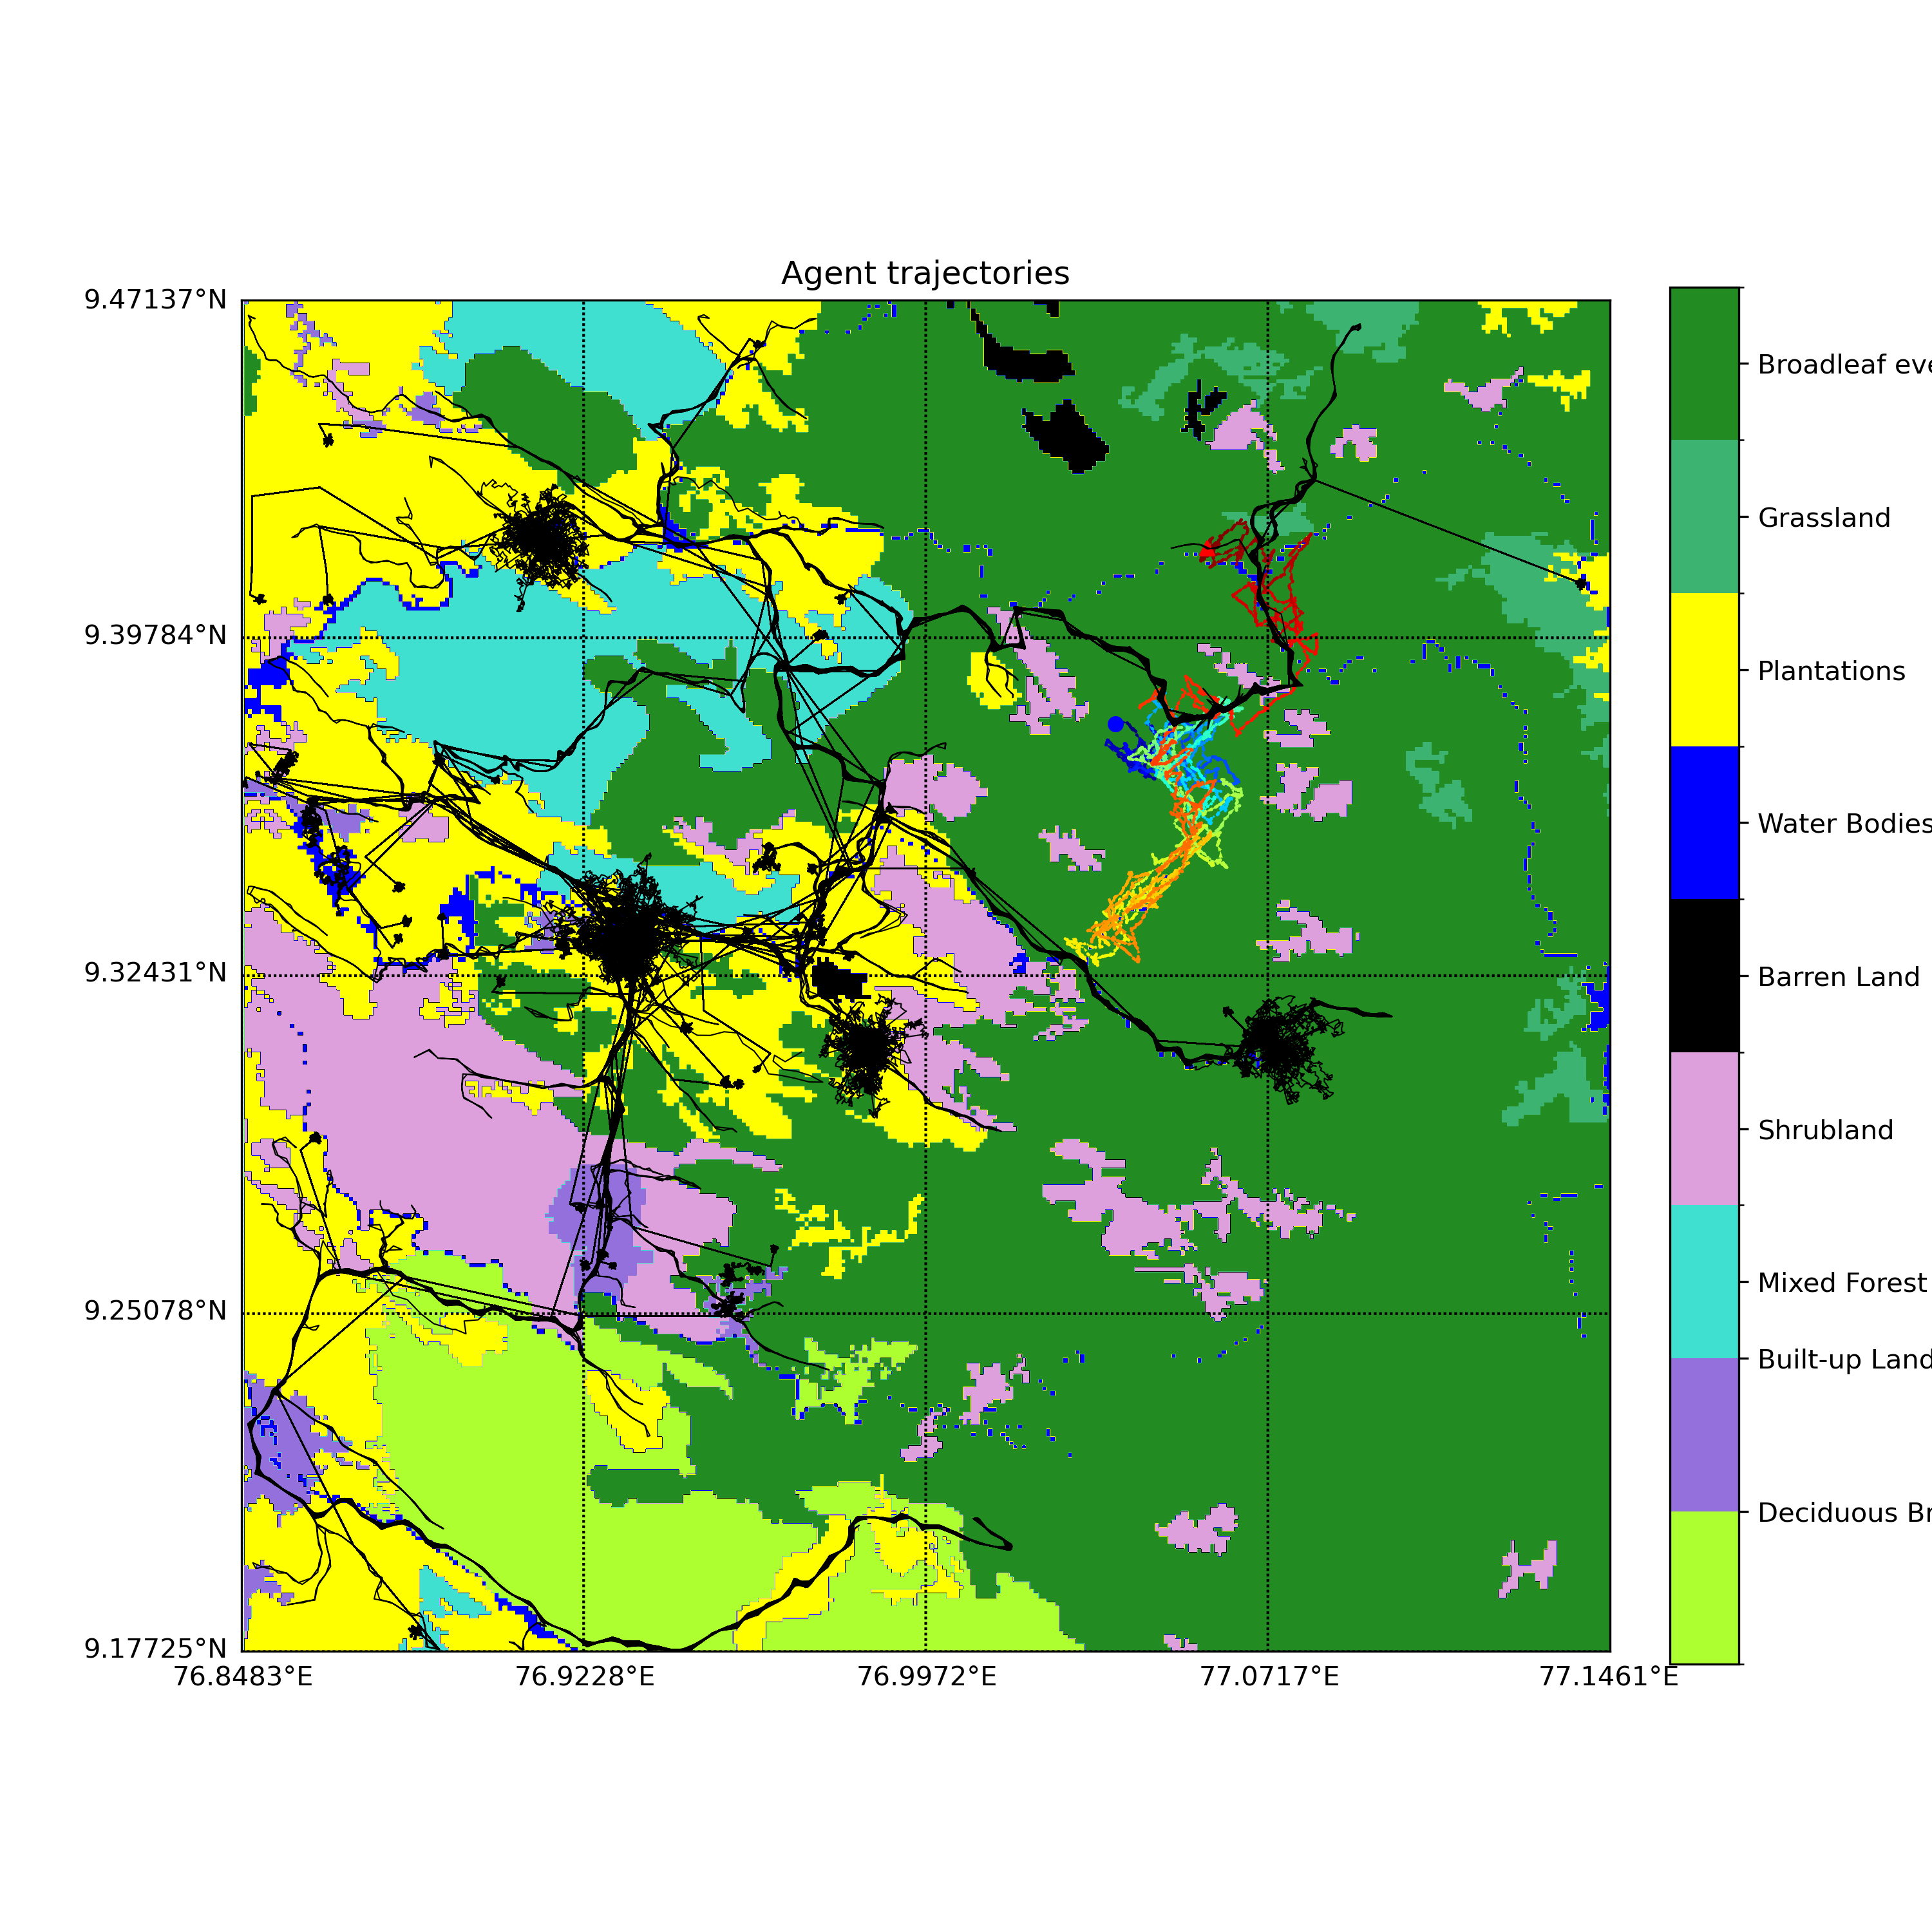 Agent trajectories
9.47137°N
9.39784°N
9.32431°N
9.25078°N
9.17725°N
76.8483°E
76.9228°E
76.9972°E
77.0717°E
77.1461°E
Broadleaf eve
Grassland
Plantations
Water Bodies
Barren Land
Shrubland
Mixed Forest
Built-up Land
Deciduous Br